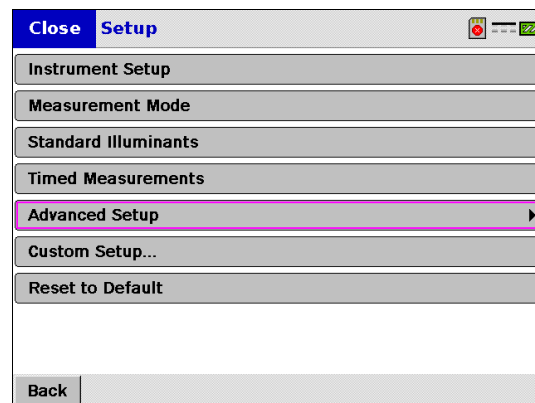 Close Setup
Instrument Setup
Measurement Mode
Standard Illuminants
Timed Measurements
Advanced Setup
Custom Setup...
Reset to Default
Back